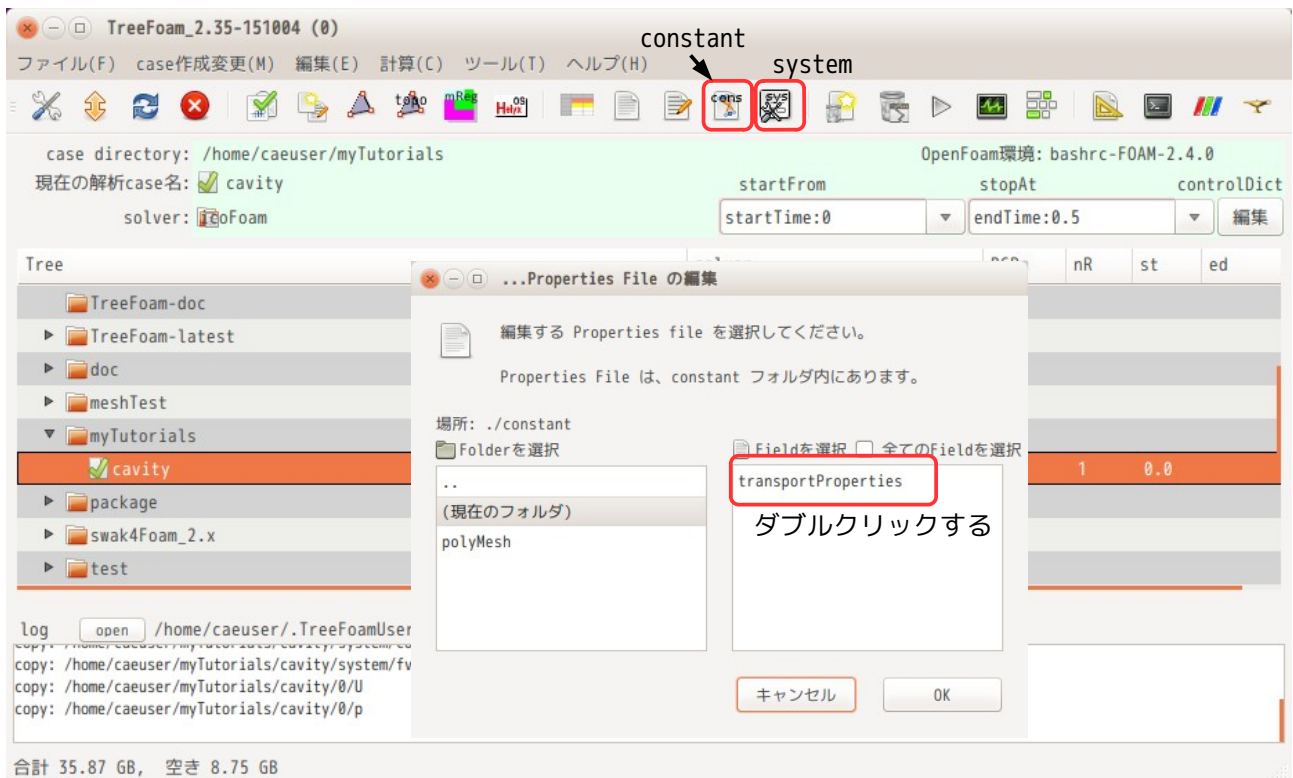 TreeFoam_2.35-151004 (0)
constant
ファイル(F) case作成変更(M) 編集(E) 計算(C) ツール(T) ヘルプ(H)
system
topo
mReg
HelyxOS
cons
sys
case directory: /home/caeuser/myTutorials
OpenFoam環境: bashrc-FOAM-2.4.0
現在の解析case名: cavity
startFrom stopAt controlDict
solver: icoFoam
startTime:0 endTime:0.5 編集
Tree
nR st ed
...Properties File の編集
TreeFoam-doc
TreeFoam-latest
doc
meshTest
myTutorials
cavity
1 0.0
package
swak4Foam_2.x
test
編集する Properties file を選択してください。
Properties File は、constant フォルダ内にあります。
場所: ./constant
Folderを選択
Fieldを選択 全てのFieldを選択
..
(現在のフォルダ)
polyMesh
transportProperties
ダブルクリックする
キャンセル OK
log open /home/caeuser/.TreeFoamUser
copy: /home/caeuser/myTutorials/cavity/system/fv
copy: /home/caeuser/myTutorials/cavity/0/U
copy: /home/caeuser/myTutorials/cavity/0/p
合計 35.87 GB, 空き 8.75 GB